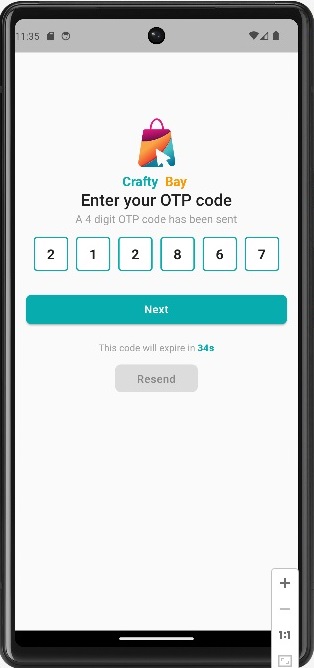 11:35
Crafty Bay
Enter your OTP code
A 4 digit OTP code has been sent
2 1 2 8 6 7
Next
This code will expire in 34s
Resend
1:1